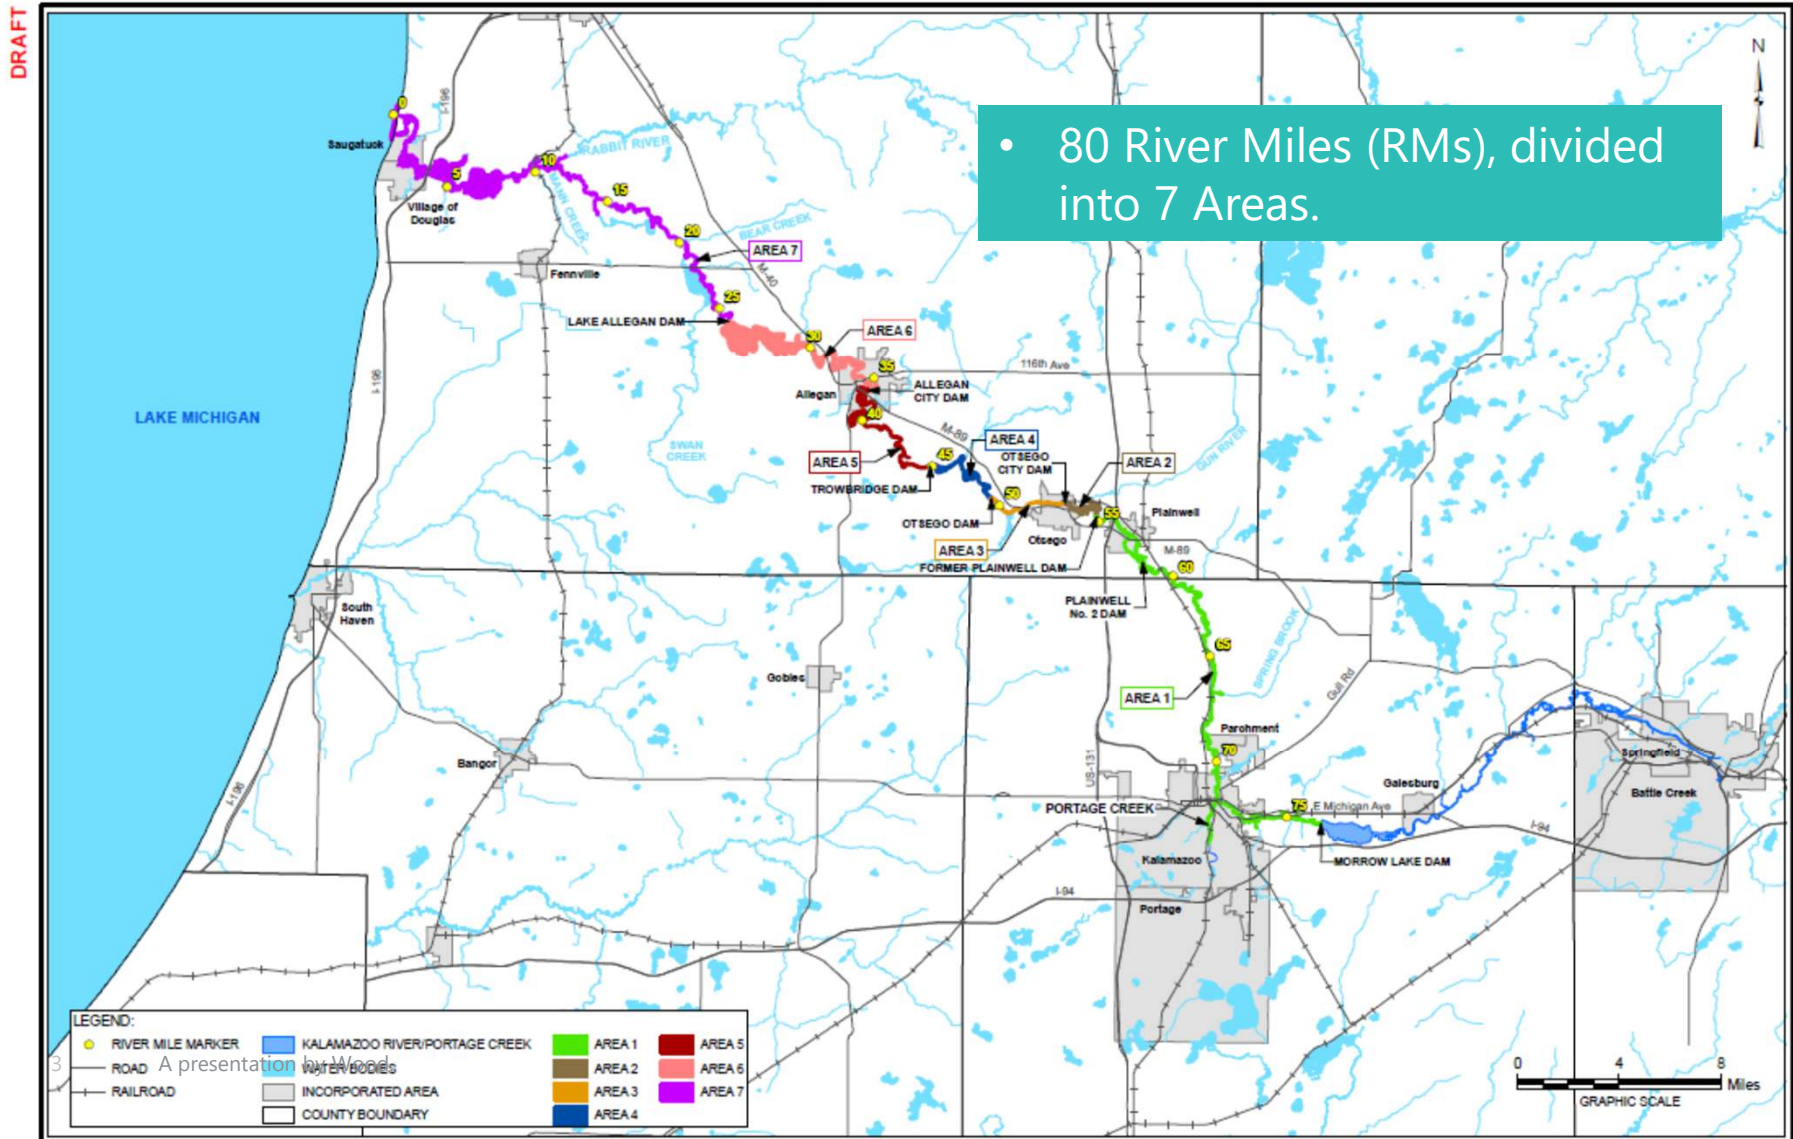 DRAFT
N
• 80 River Miles (RMs), divided
into 7 Areas.
0
I-196
Saugatuck
RABBIT RIVER
10
5
MANN CREEK
15
Village of
Douglas
20
BEAR CREEK
AREA 7
M-40
Fennville
25
LAKE ALLEGAN DAM
30
AREA 6
116th Ave
35
I-196
Allegan
ALLEGAN
CITY DAM
LAKE MICHIGAN
40
M-89
SWAN
CREEK
AREA 4
GUN RIVER
AREA 5
45
OTSEGO
CITY DAM
AREA 2
TROWBRIDGE DAM
50
OTSEGO DAM
55
Plainwell
Otsego
AREA 3
M-89
FORMER PLAINWELL DAM
60
PLAINWELL
No. 2 DAM
South
Haven
SPRING BROOK
65
Gobles
Gull Rd
AREA 1
Parchment
70
Springfield
Bangor
US-131
Galesburg
I-196
Battle Creek
PORTAGE CREEK
75
E Michigan Ave
I-94
Kalamazoo
MORROW LAKE DAM
I-94
Portage
LEGEND:
RIVER MILE MARKER
ROAD
RAILROAD
KALAMAZOO RIVER/PORTAGE CREEK
WATER BODIES
INCORPORATED AREA
COUNTY BOUNDARY
AREA 1
AREA 2
AREA 3
AREA 4
AREA 5
AREA 6
AREA 7
3
A presentation by Wood.
0 4 8
Miles
GRAPHIC SCALE